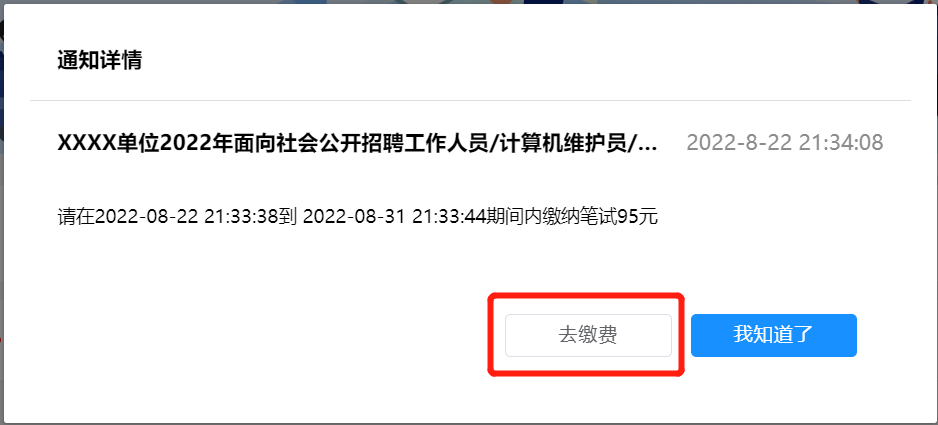 通知详情
XXXX单位2022年面向社会公开招聘工作人员/计算机维护员/... 2022-8-22 21:34:08
请在2022-08-22 21:33:38到 2022-08-31 21:33:44期间内缴纳笔试95元
去缴费 我知道了